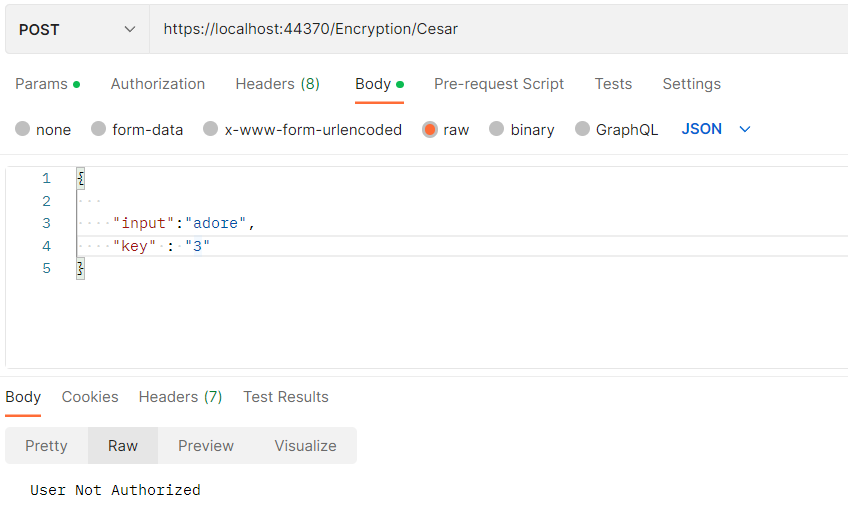 POST https://localhost:44370/Encryption/Cesar
Params Authorization Headers (8) Body Pre-request Script Tests Settings
none form-data x-www-form-urlencoded raw binary GraphQL JSON
1 {
2
3 "input":"adore",
4 "key" : "3"
5 }
Body Cookies Headers (7) Test Results
Pretty Raw Preview Visualize
User Not Authorized